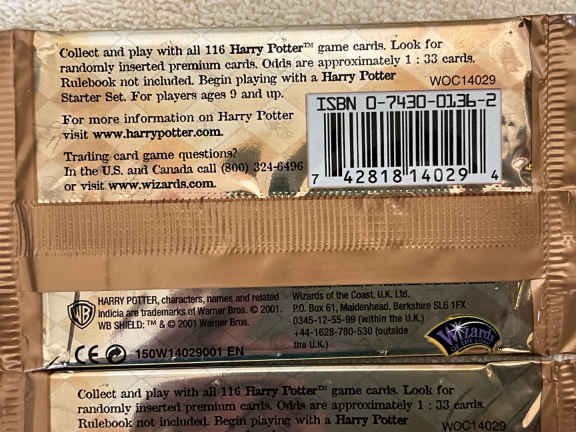 Collect and play with all 116 Harry Potter™ game cards. Look for
randomly inserted premium cards. Odds are approximately 1 : 33 cards.
Rulebook not included. Begin playing with a Harry Potter
Starter Set. For players ages 9 and up.
WOC14029
For more information on Harry Potter
visit www.harrypotter.com.
Trading card game questions?
In the U.S. and Canada call (800) 324-6496
or visit www.wizards.com.
ISBN 0-7430-0136-2
7 42818 14029 4
HARRY POTTER, characters, names and related
indicia are trademarks of Warner Bros. © 2001.
WB SHIELD: ™ & © 2001 Warner Bros.
Wizards of the Coast, U.K. Ltd.
P.O. Box 61, Maidenhead, Berkshire SL6 1FX
0345-12-55-99 (within the U.K.)
+44-1628-780-530 (outside
the U.K.)
WB
Wizards
OF THE COAST
CE 150W14029001 EN
Collect and play with all 116 Harry Potter™ game cards. Look for
randomly inserted premium cards. Odds are approximately 1 : 33 cards.
Rulebook not included. Begin playing with a Harry Potter
WOC14029